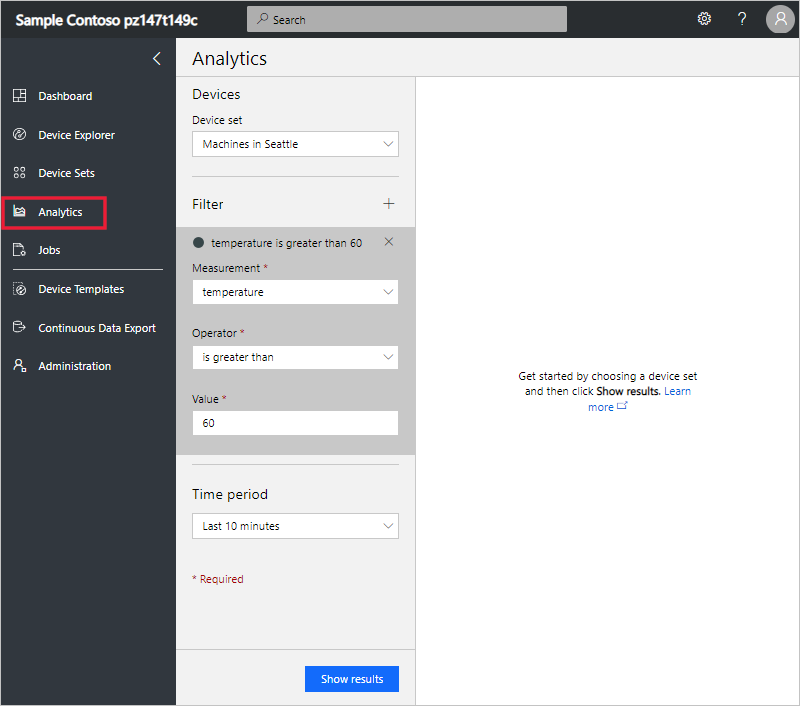 Sample Contoso pz147t149c
Search
?
Dashboard
Device Explorer
Device Sets
Analytics
Jobs
Device Templates
Continuous Data Export
Administration
Analytics
Devices
Device set
Machines in Seattle
Filter
temperature is greater than 60
Measurement *
temperature
Operator *
is greater than
Value *
60
Time period
Last 10 minutes
* Required
Show results
Get started by choosing a device set
and then click Show results. Learn
more